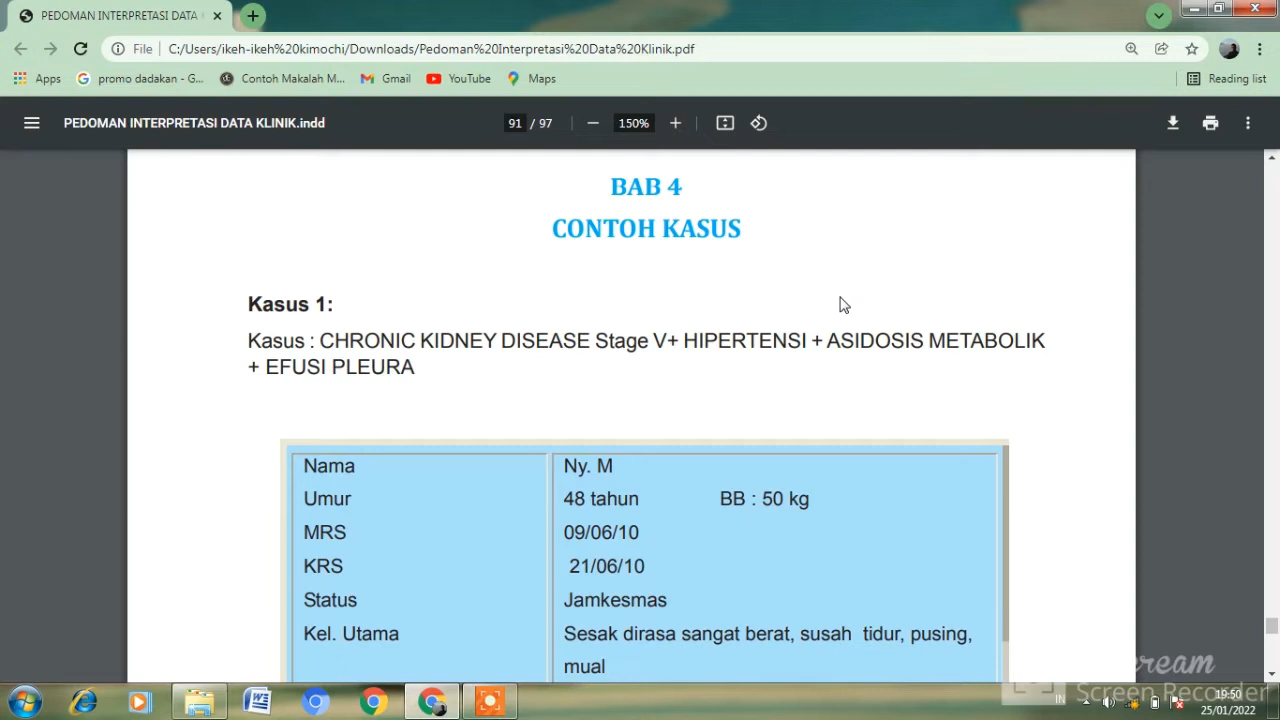 PEDOMAN INTERPRETASI DATA
File C:/Users/ikeh-ikeh%20kimochi/Downloads/Pedoman%20Interpretasi%20Data%20Klinik.pdf
Apps promo dadakan - G... Contoh Makalah M... Gmail YouTube Maps Reading list
PEDOMAN INTERPRETASI DATA KLINIK.indd 91 / 97 150%
BAB 4
CONTOH KASUS
Kasus 1:
Kasus : CHRONIC KIDNEY DISEASE Stage V+ HIPERTENSI + ASIDOSIS METABOLIK
+ EFUSI PLEURA
Nama Ny. M
Umur 48 tahun BB : 50 kg
MRS 09/06/10
KRS 21/06/10
Status Jamkesmas
Kel. Utama Sesak dirasa sangat berat, susah tidur, pusing,
mual
Screen Recorder
IN 19:50
25/01/2022